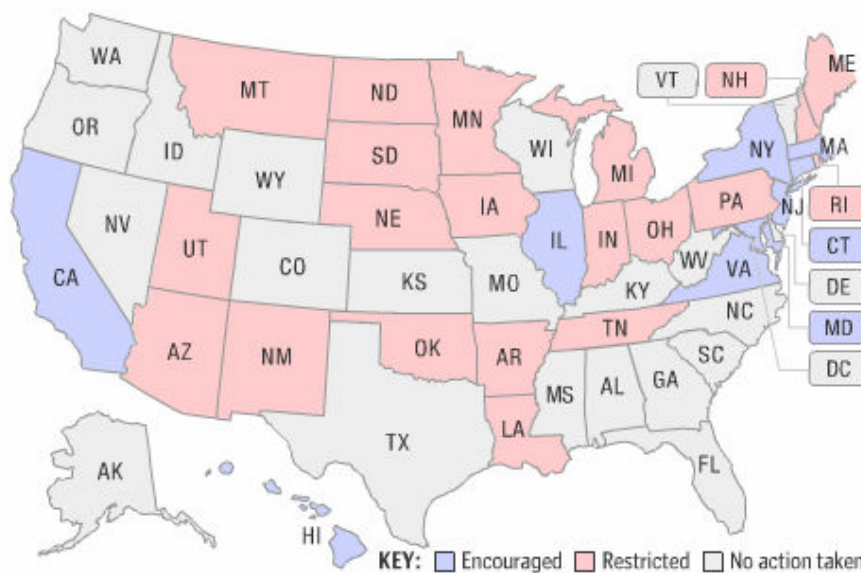 WA
MT
ND
MN
VT
NH
ME
OR
ID
SD
WI
NY
MA
WY
MI
IA
PA
NJ
RI
NE
NV
UT
IL
IN
OH
CT
CO
WV
VA
CA
KS
MO
KY
DE
NC
MD
TN
AZ
NM
OK
AR
SC
DC
MS
AL
GA
LA
TX
FL
AK
HI
KEY: Encouraged Restricted No action taken